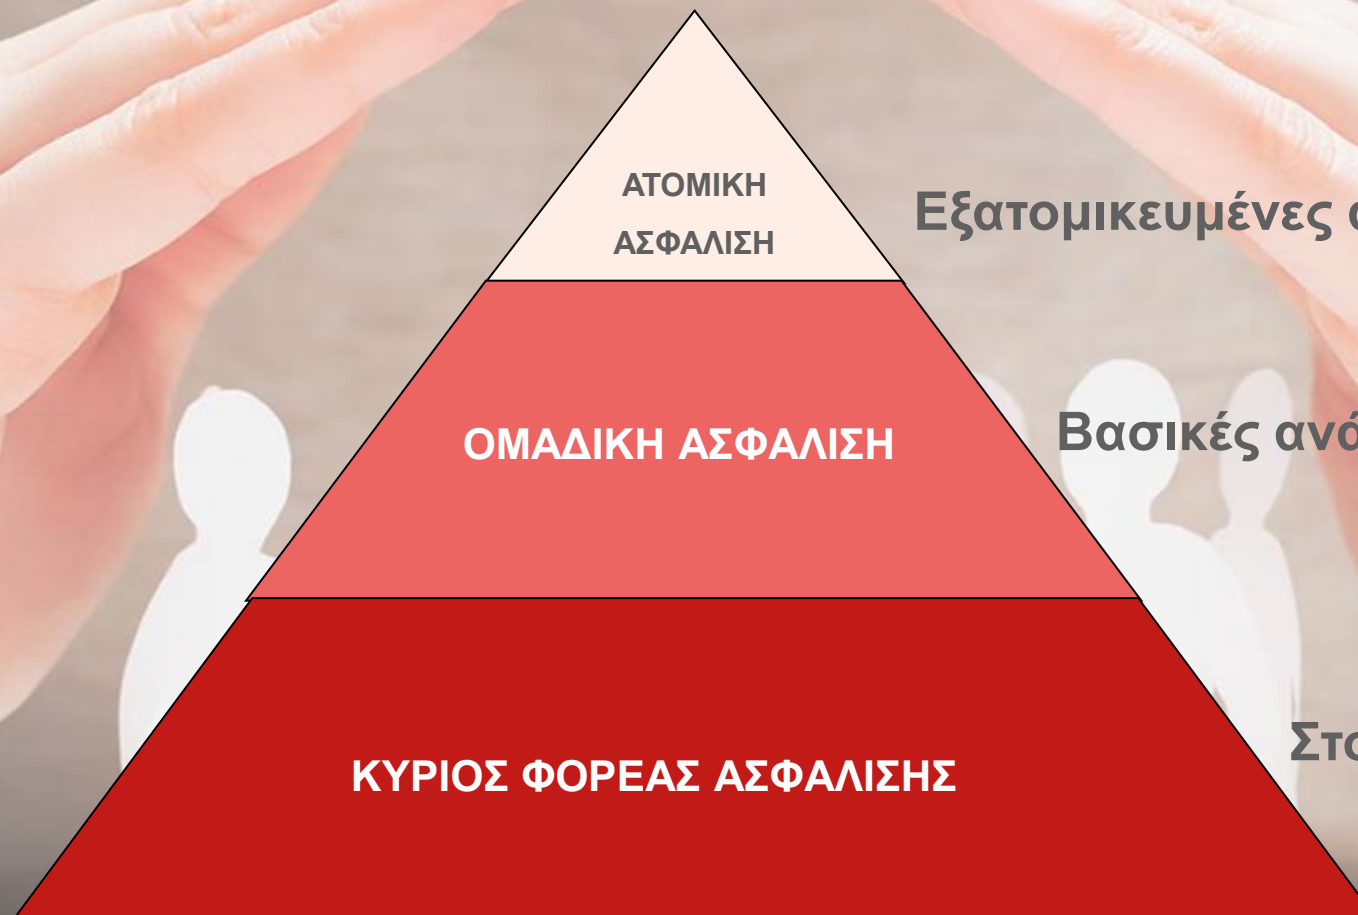 ΑΤΟΜΙΚΗ
ΑΣΦΑΛΙΣΗ
Εξατομικευμένες
ΟΜΑΔΙΚΗ ΑΣΦΑΛΙΣΗ
Βασικές
ΚΥΡΙΟΣ ΦΟΡΕΑΣ ΑΣΦΑΛΙΣΗΣ